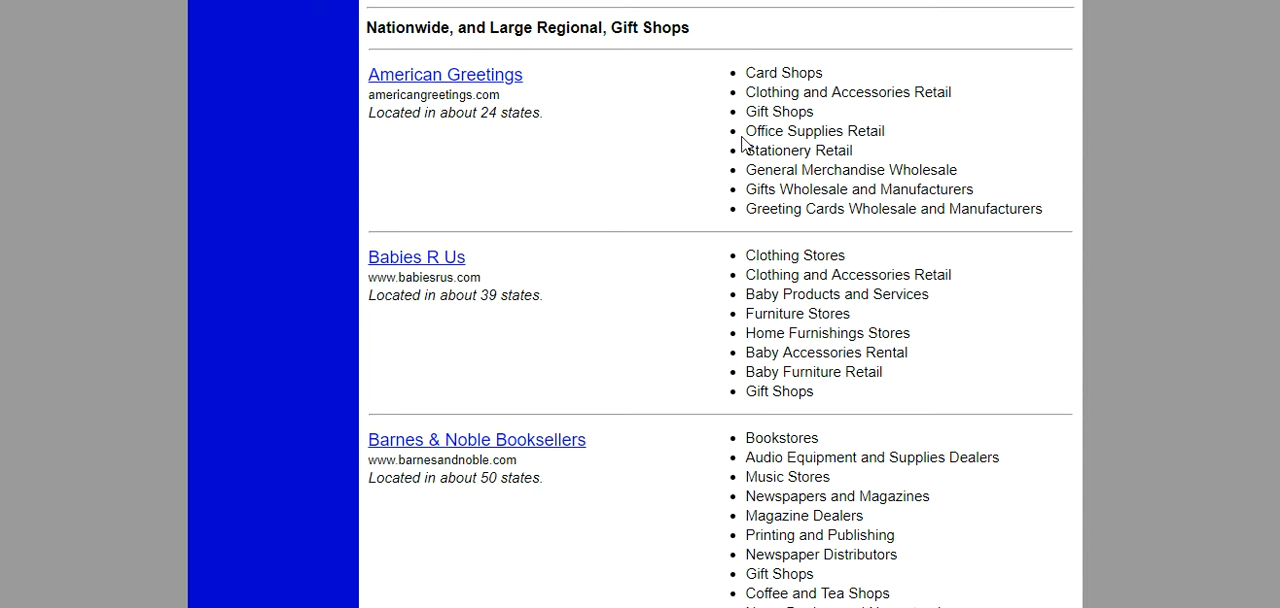 Nationwide, and Large Regional, Gift Shops
American Greetings
americangreetings.com
Located in about 24 states.
Card Shops
Clothing and Accessories Retail
Gift Shops
Office Supplies Retail
Stationery Retail
General Merchandise Wholesale
Gifts Wholesale and Manufacturers
Greeting Cards Wholesale and Manufacturers
Babies R Us
www.babiesrus.com
Located in about 39 states.
Clothing Stores
Clothing and Accessories Retail
Baby Products and Services
Furniture Stores
Home Furnishings Stores
Baby Accessories Rental
Baby Furniture Retail
Gift Shops
Barnes & Noble Booksellers
www.barnesandnoble.com
Located in about 50 states.
Bookstores
Audio Equipment and Supplies Dealers
Music Stores
Newspapers and Magazines
Magazine Dealers
Printing and Publishing
Newspaper Distributors
Gift Shops
Coffee and Tea Shops